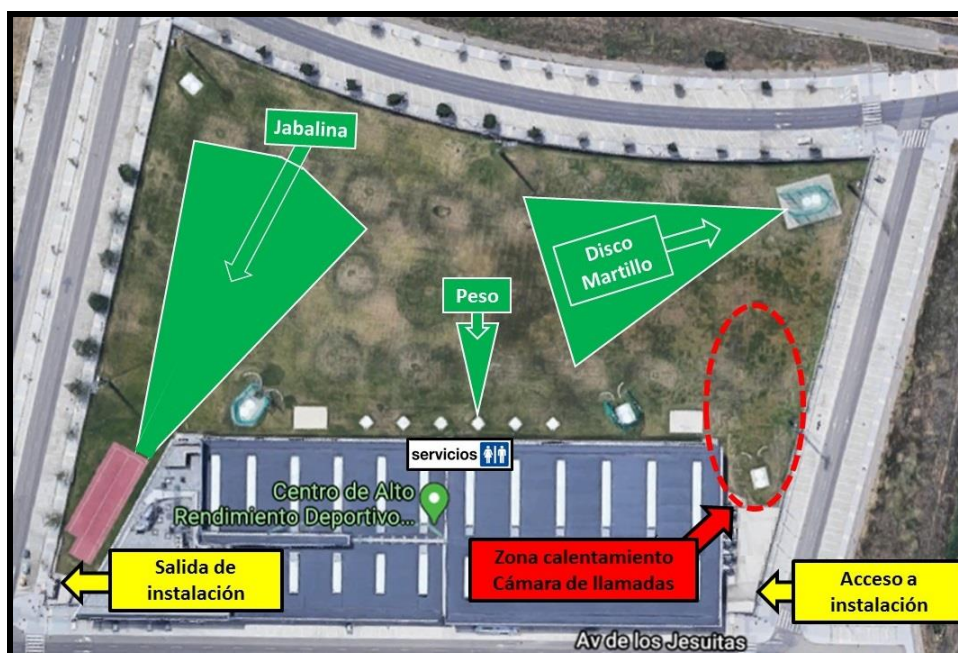 Jabalina
Disco
Martillo
Peso
servicios
Centro de Alto
Rendimiento Deportivo...
Zona calentamiento
Cámara de llamadas
Salida de
instalación
Acceso a
instalación
Av de los Jesuitas